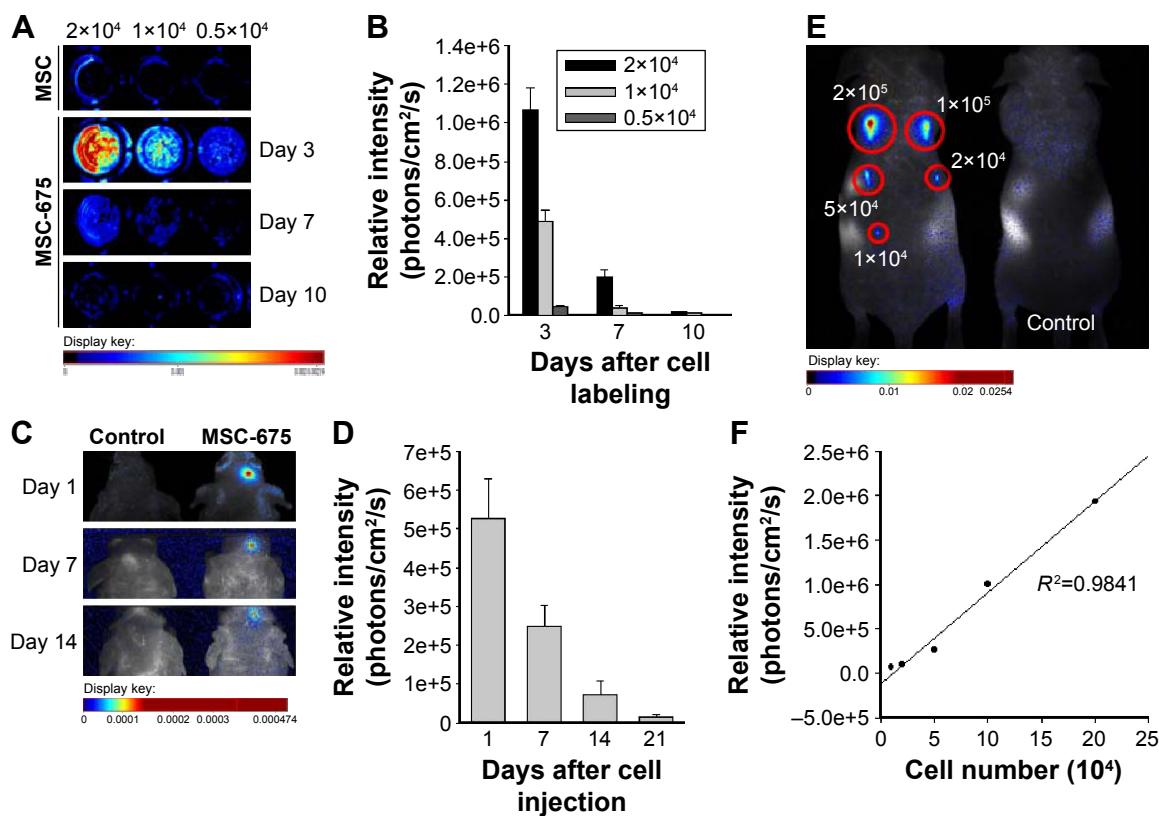 A
2×10⁴ 1×10⁴ 0.5×10⁴
MSC
MSC-675
Day 3
Day 7
Day 10
Display key:
B
Relative intensity
(photons/cm²/s)
1.4e+6
1.2e+6
1.0e+6
8.0e+5
6.0e+5
4.0e+5
2.0e+5
0.0
2×10⁴
1×10⁴
0.5×10⁴
3 7 10
Days after cell
labeling
E
2×10⁵
1×10⁵
2×10⁴
5×10⁴
1×10⁴
Control
Display key:
0 0.01 0.02 0.0254
C
Control MSC-675
Day 1
Day 7
Day 14
Display key:
0 0.0001 0.0002 0.0003 0.000474
D
Relative intensity
(photons/cm²/s)
7e+5
6e+5
5e+5
4e+5
3e+5
2e+5
1e+5
0
1 7 14 21
Days after cell
injection
F
Relative intensity
(photons/cm²/s)
2.5e+6
2.0e+6
1.5e+6
1.0e+6
5.0e+5
0.0
–5.0e+5
R²=0.9841
0 5 10 15 20 25
Cell number (10⁴)